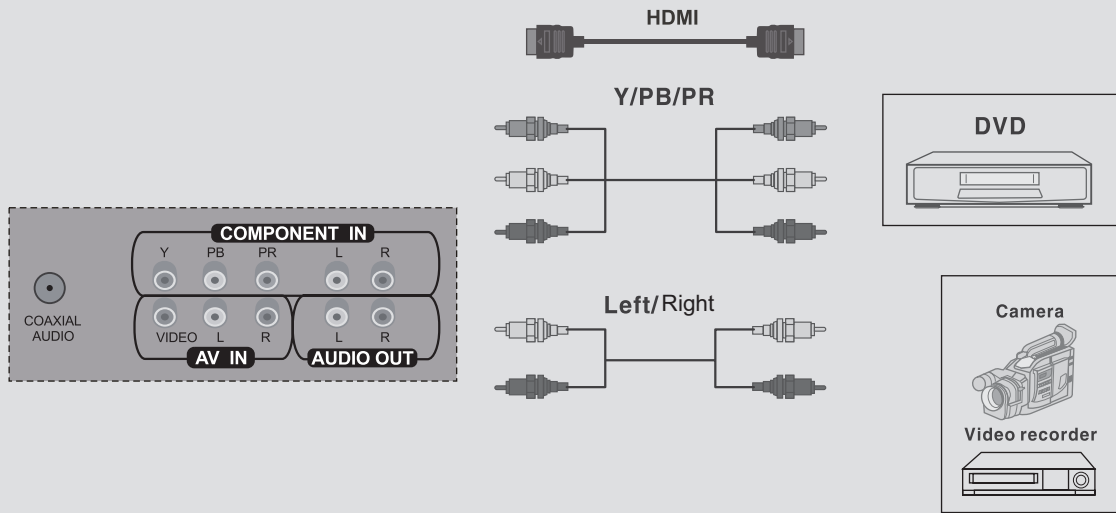 HDMI
Y/PB/PR
DVD
COMPONENT IN
Y PB PR L R
COAXIAL
AUDIO
VIDEO L R L R
AV IN AUDIO OUT
Left/Right
Camera
Video recorder